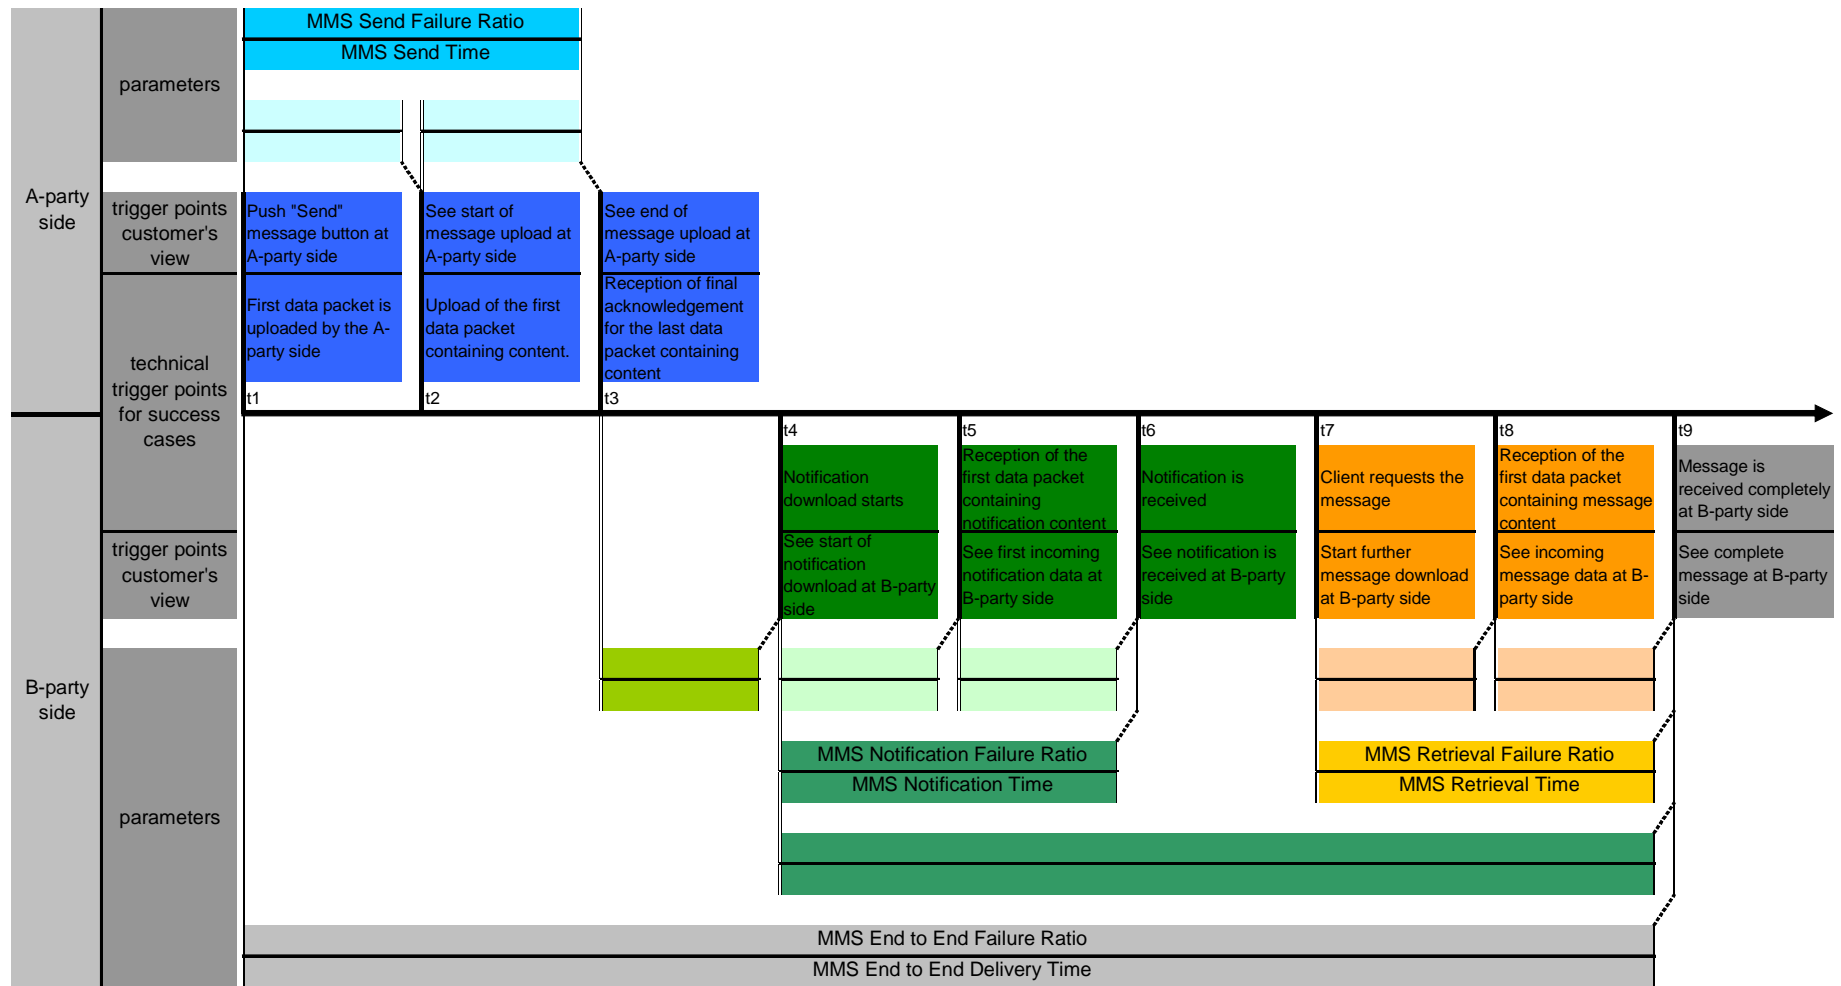 MMS Send Failure Ratio
MMS Send Time
parameters
A-party
side
trigger points
customer's
view
Push "Send"
message button at
A-party side
See start of
message upload at
A-party side
See end of
message upload at
A-party side
technical
trigger points
for success
cases
First data packet is
uploaded by the A-
party side
Upload of the first
data packet
containing content.
Reception of final
acknowledgement
for the last data
packet containing
content
t1
t2
t3
t4
t5
t6
t7
t8
t9
Notification
download starts
Reception of the
first data packet
containing
notification content
Notification is
received
Client requests the
message
Reception of the
first data packet
containing message
content
Message is
received completely
at B-party side
B-party
side
trigger points
customer's
view
See start of
notification
download at B-party
side
See first incoming
notification data at
B-party side
See notification is
received at B-party
side
Start further
message download
at B-party side
See incoming
message data at B-
party side
See complete
message at B-party
side
parameters
MMS Notification Failure Ratio
MMS Notification Time
MMS Retrieval Failure Ratio
MMS Retrieval Time
MMS End to End Failure Ratio
MMS End to End Delivery Time